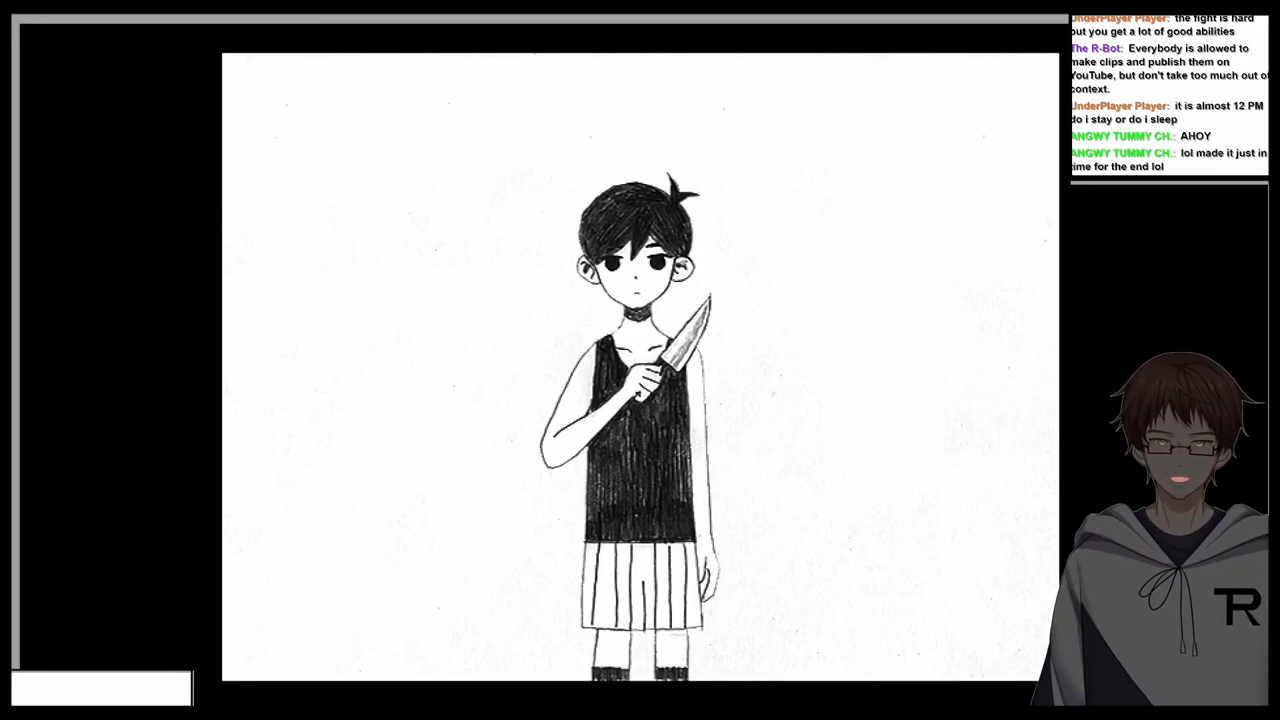 UnderPlayer Player: the fight is hard
but you get a lot of good abilities
The R-Bot: Everybody is allowed to
make clips and publish them on
YouTube, but don't take too much out of
context.
UnderPlayer Player: it is almost 12 PM
do i stay or do i sleep
ANGWY TUMMY CH.: AHOY
ANGWY TUMMY CH.: lol made it just in
time for the end lol
TR